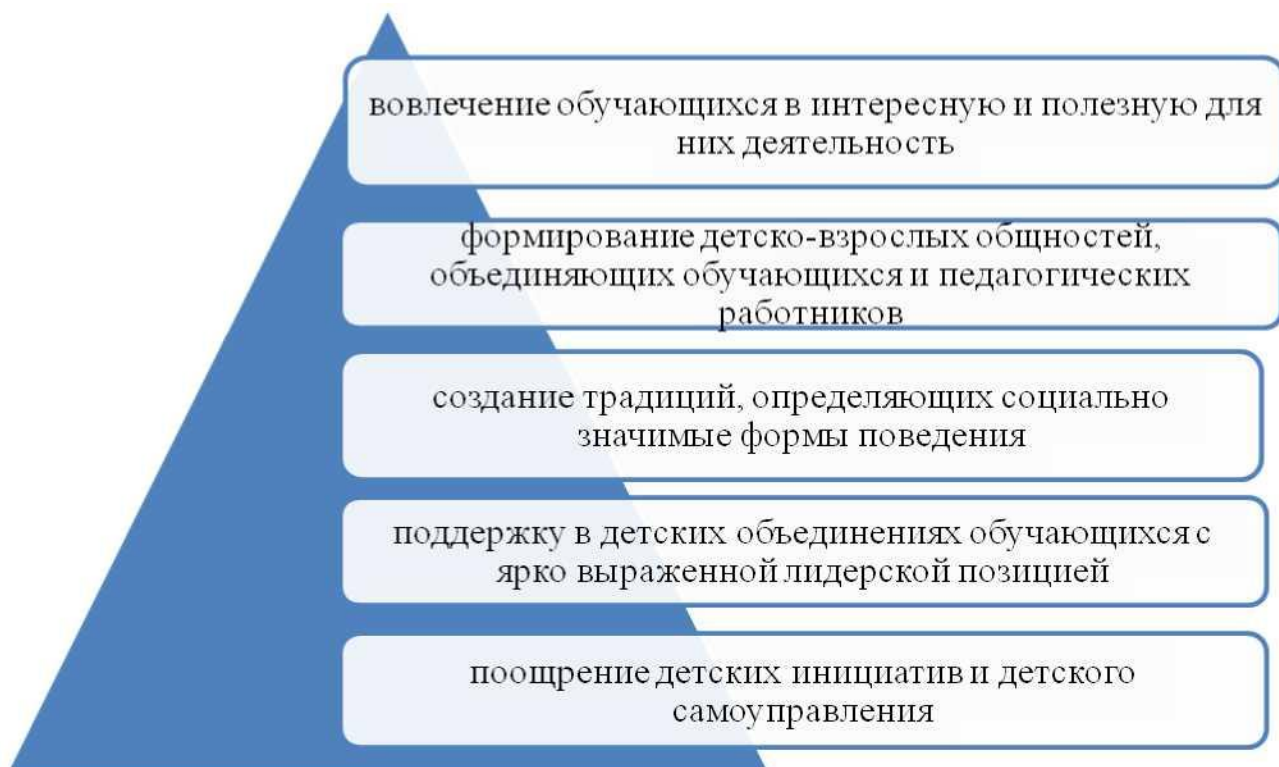 вовлечение обучающихся в интересную и полезную для
них деятельность
формирование детско-взрослых общностей,
объединяющих обучающихся и педагогических
работников
создание традиций, определяющих социально
значимые формы поведения
поддержку в детских объединениях обучающихся с
ярко выраженной лидерской позицией
поощрение детских инициатив и детского
самоуправления